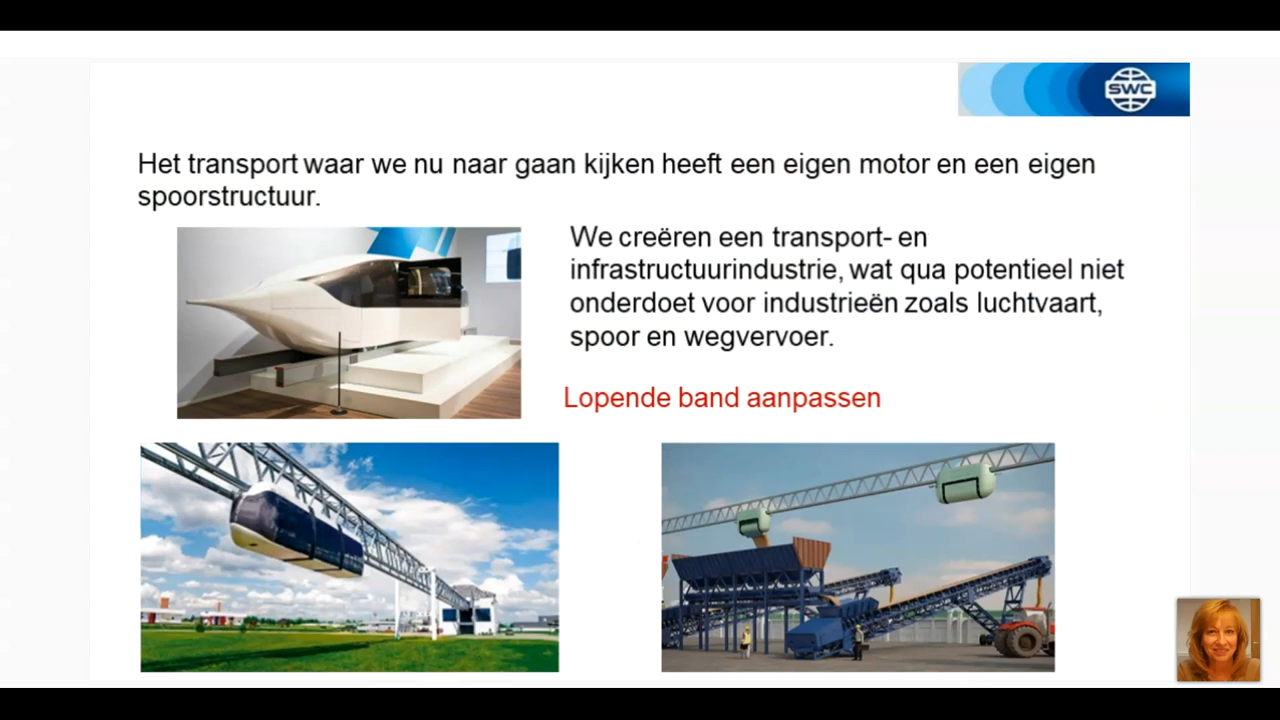 SWC
Het transport waar we nu naar gaan kijken heeft een eigen motor en een eigen
spoorstructuur.
We creëren een transport- en
infrastructuurindustrie, wat qua potentieel niet
onderdoet voor industrieën zoals luchtvaart,
spoor en wegvervoer.
Lopende band aanpassen